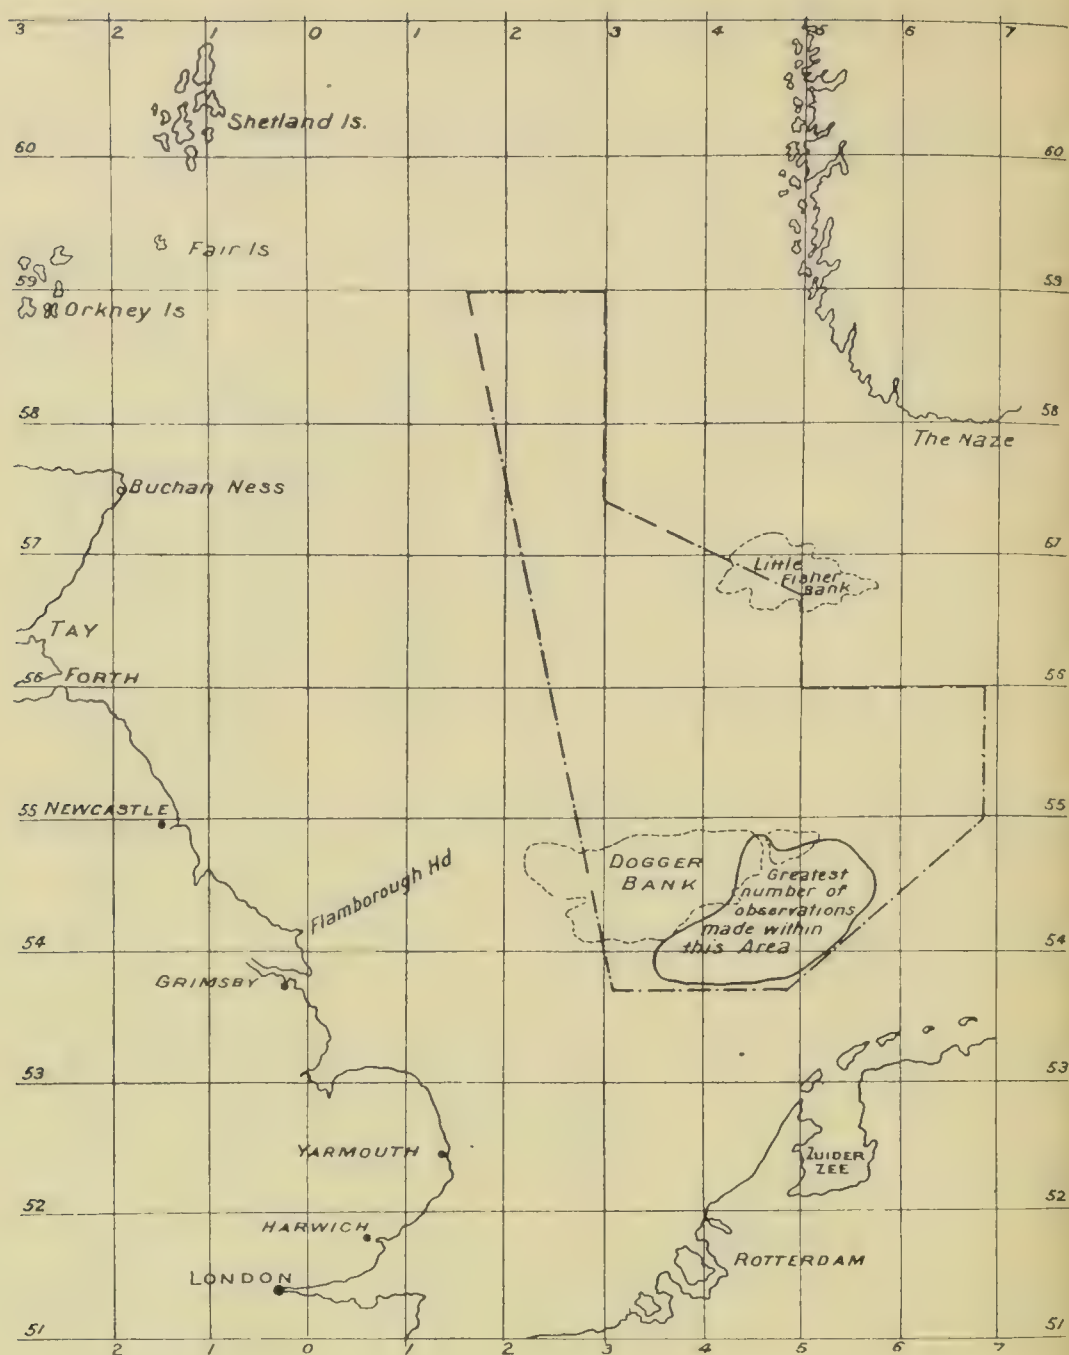 3 2 1 0 1 2 3 4 5 6 7
Shetland Is.
60 60
Fair Is
59 59
Orkney Is
58 58
The Naze
Buchan Ness
57 57
Little
Fisher
Bank
TAY
FORTH
56 56
55 NEWCASTLE 55
DOGGER
BANK
Flamborough Hd
Greatest
number of
observations
made within
this Area
54 54
GRIMSBY
53 53
YARMOUTH
ZUIDER
ZEE
52 52
HARWICH
ROTTERDAM
LONDON
51 51
2 1 0 1 2 3 4 5 6 7